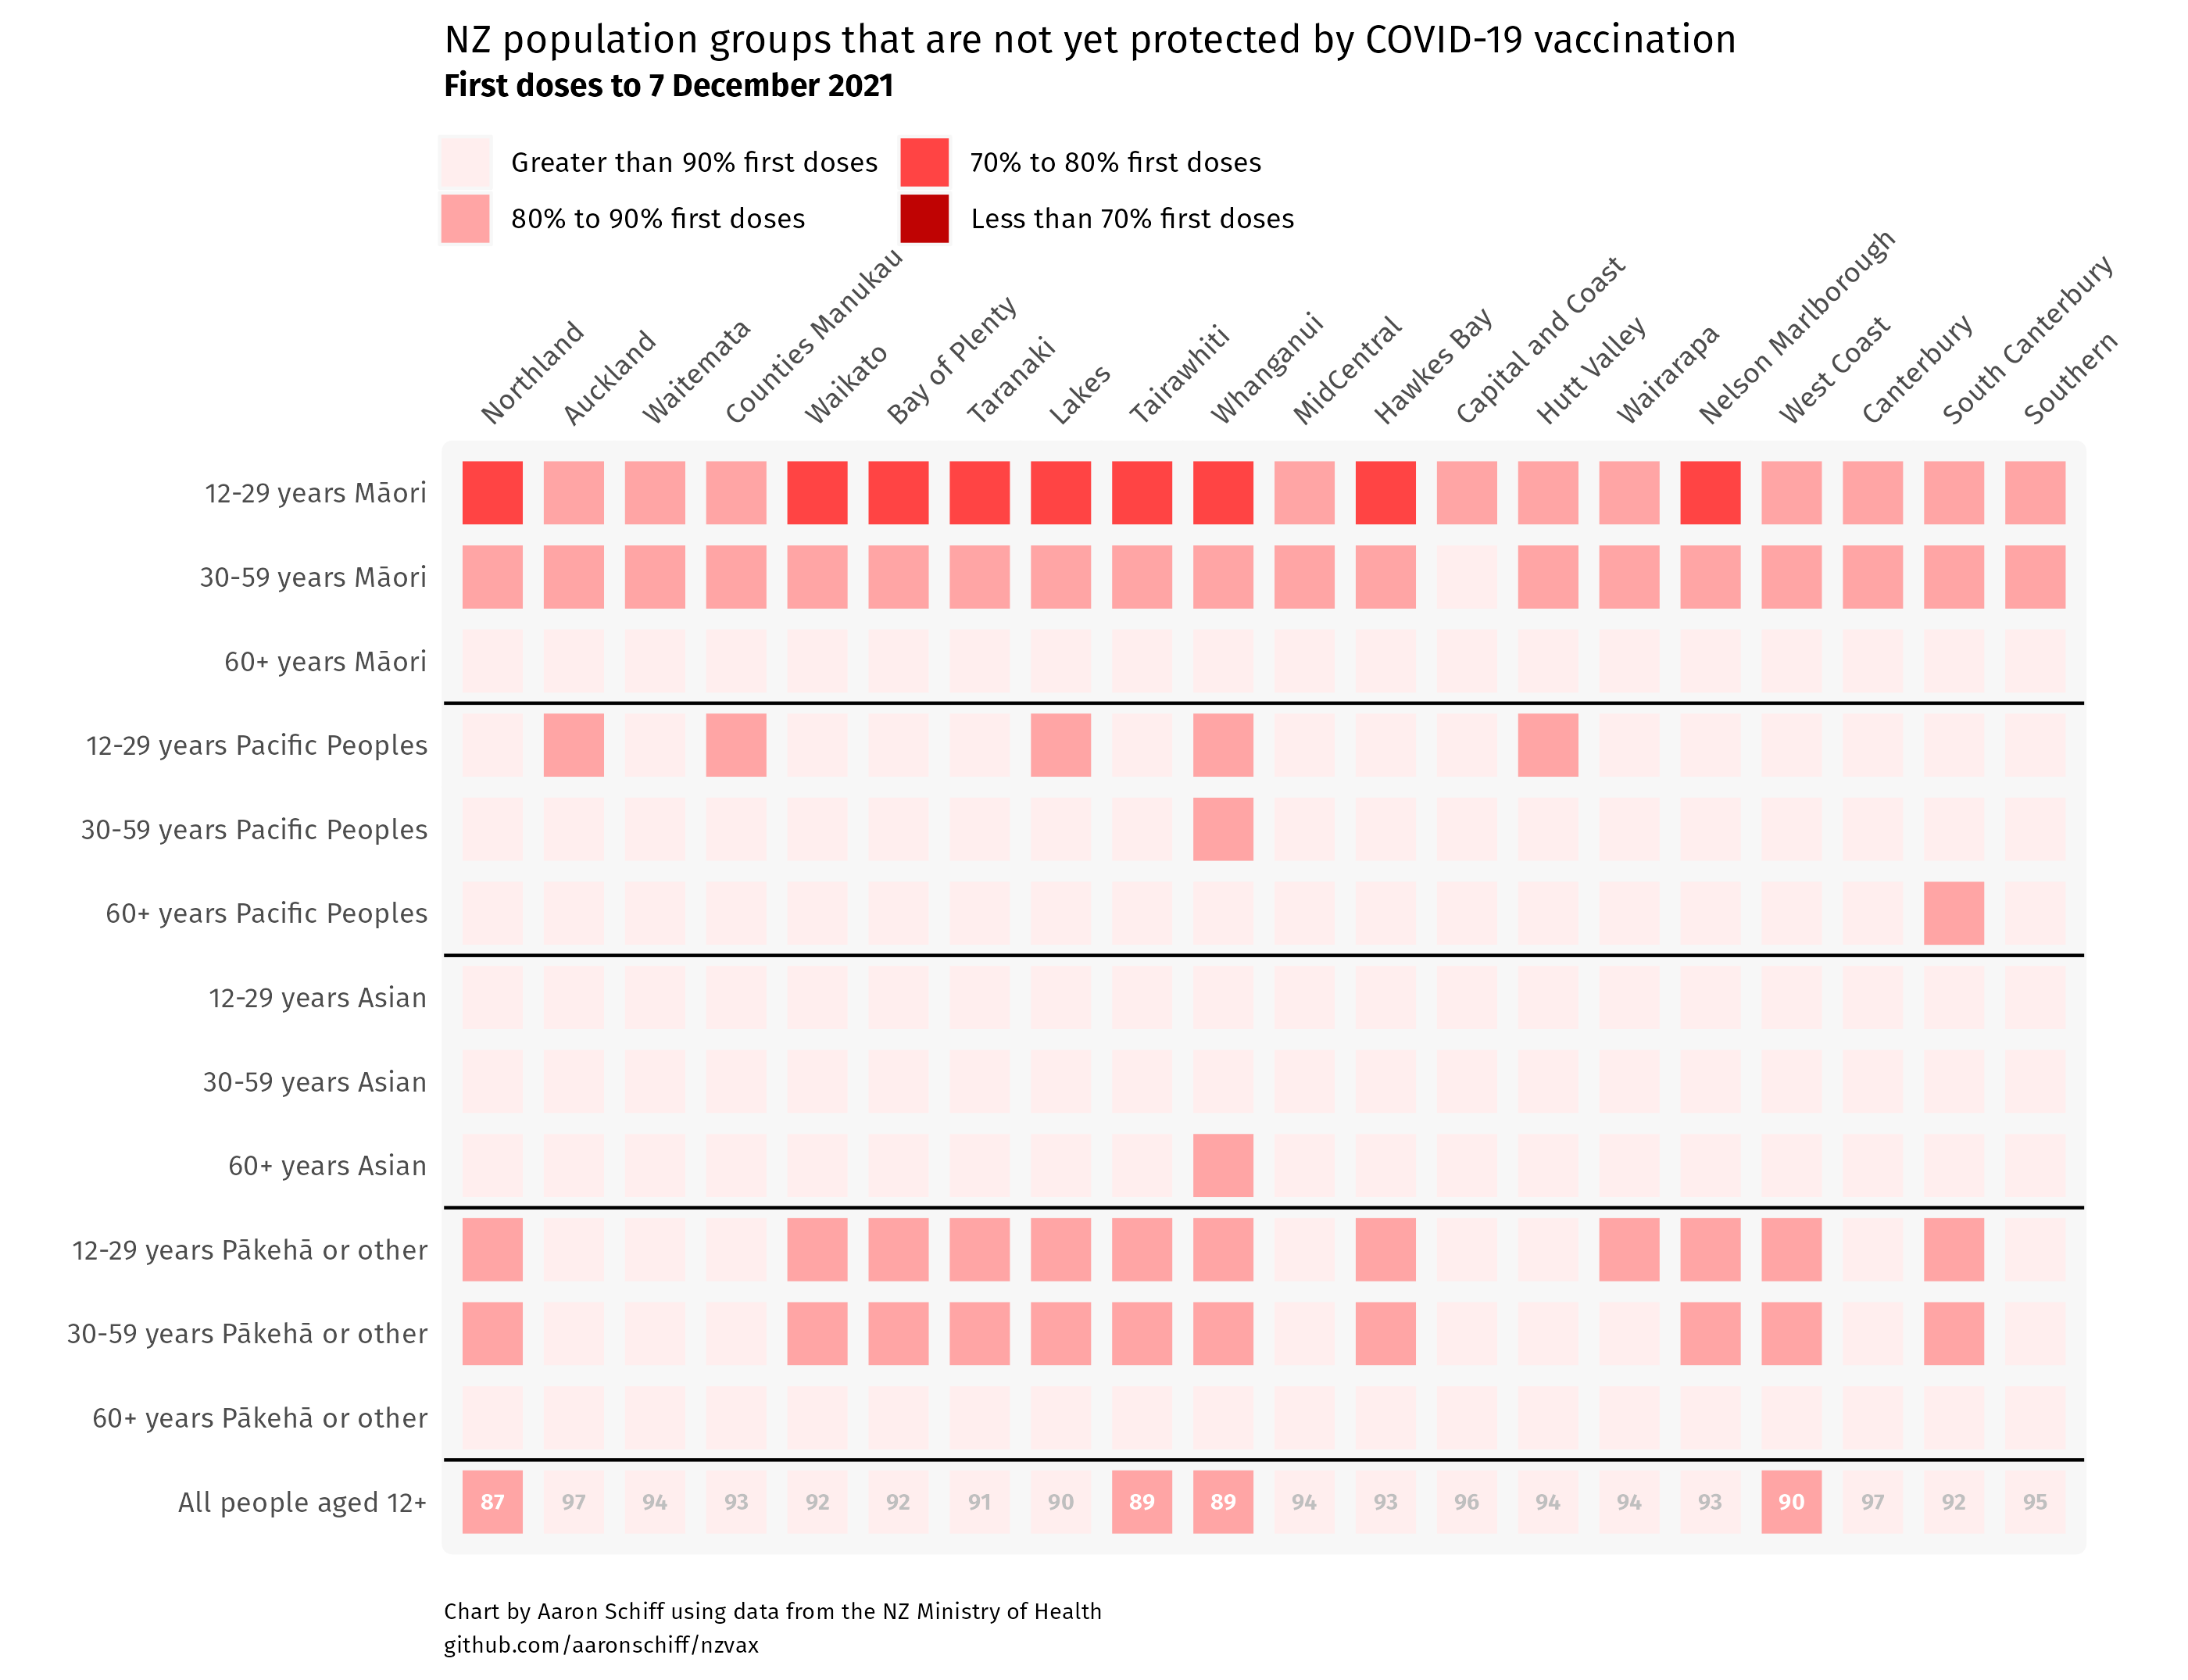 NZ population groups that are not yet protected by COVID-19 vaccination
First doses to 7 December 2021
Greater than 90% first doses
70% to 80% first doses
80% to 90% first doses
Less than 70% first doses
Northland
Auckland
Waitemata
Counties Manukau
Waikato
Bay of Plenty
Taranaki
Lakes
Tairawhiti
Whanganui
MidCentral
Hawkes Bay
Capital and Coast
Hutt Valley
Wairarapa
Nelson Marlborough
West Coast
Canterbury
South Canterbury
Southern
12-29 years Māori
30-59 years Māori
60+ years Māori
12-29 years Pacific Peoples
30-59 years Pacific Peoples
60+ years Pacific Peoples
12-29 years Asian
30-59 years Asian
60+ years Asian
12-29 years Pākehā or other
30-59 years Pākehā or other
60+ years Pākehā or other
All people aged 12+ 87 97 94 93 92 92 91 90 89 89 94 93 96 94 94 93 90 97 92 95
Chart by Aaron Schiff using data from the NZ Ministry of Health
github.com/aaronschiff/nzvax